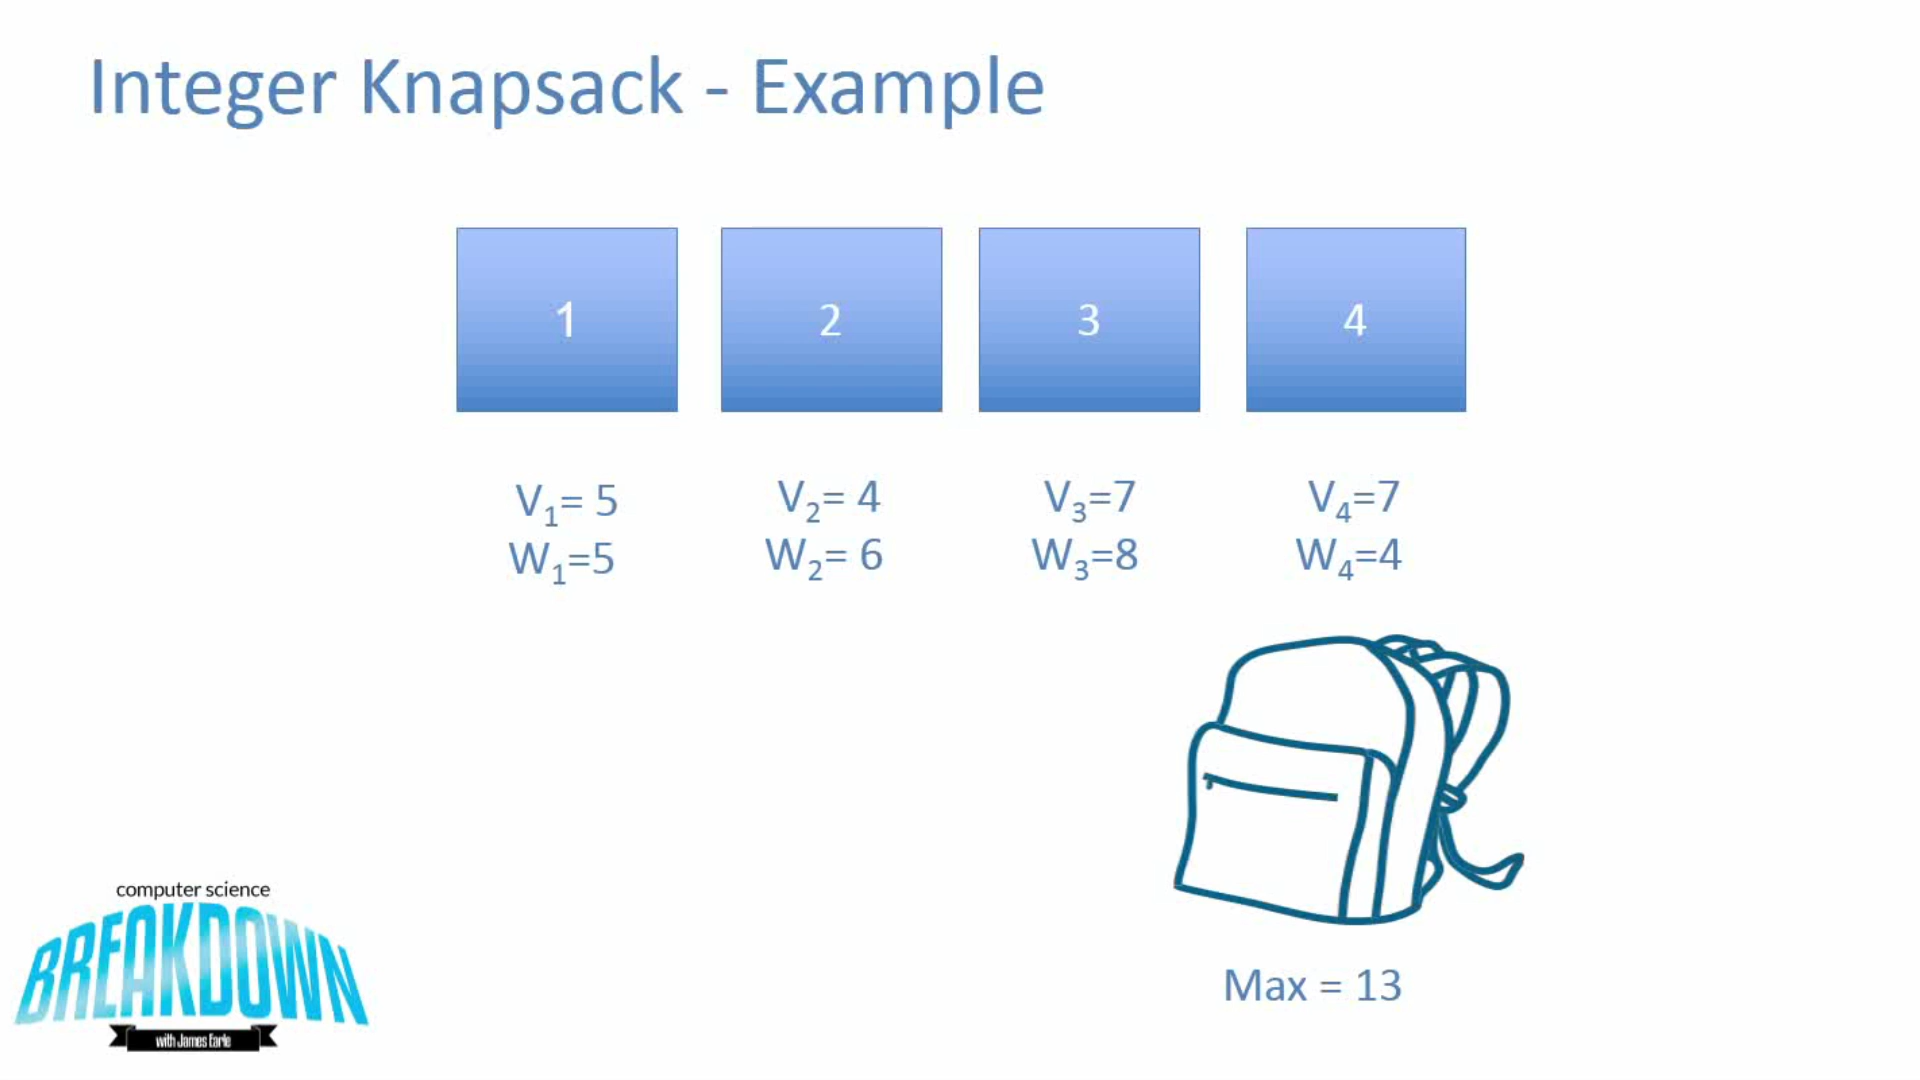 Integer Knapsack - Example
1 2 3 4
V₁= 5 V₂= 4 V₃=7 V₄=7
W₁=5 W₂= 6 W₃=8 W₄=4
computer science
BREAKDOWN
with James Earle
Max = 13